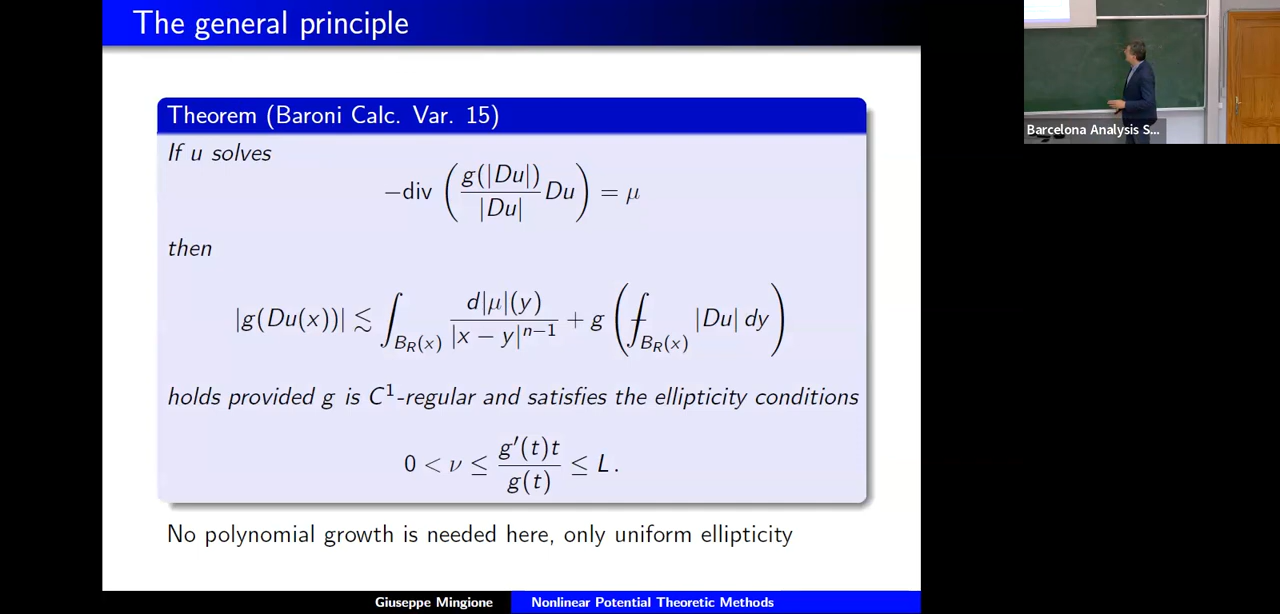 The general principle
Theorem (Baroni Calc. Var. 15)
If u solves
−div ( g(|Du|) / |Du| Du ) = μ
then
|g(Du(x))| ≲ ∫_{B_R(x)} d|μ|(y) / |x − y|^{n−1} + g ( ⨍_{B_R(x)} |Du| dy )
holds provided g is C¹-regular and satisfies the ellipticity conditions
0 < ν ≤ g′(t)t / g(t) ≤ L .
No polynomial growth is needed here, only uniform ellipticity
Giuseppe Mingione Nonlinear Potential Theoretic Methods
Barcelona Analysis S...